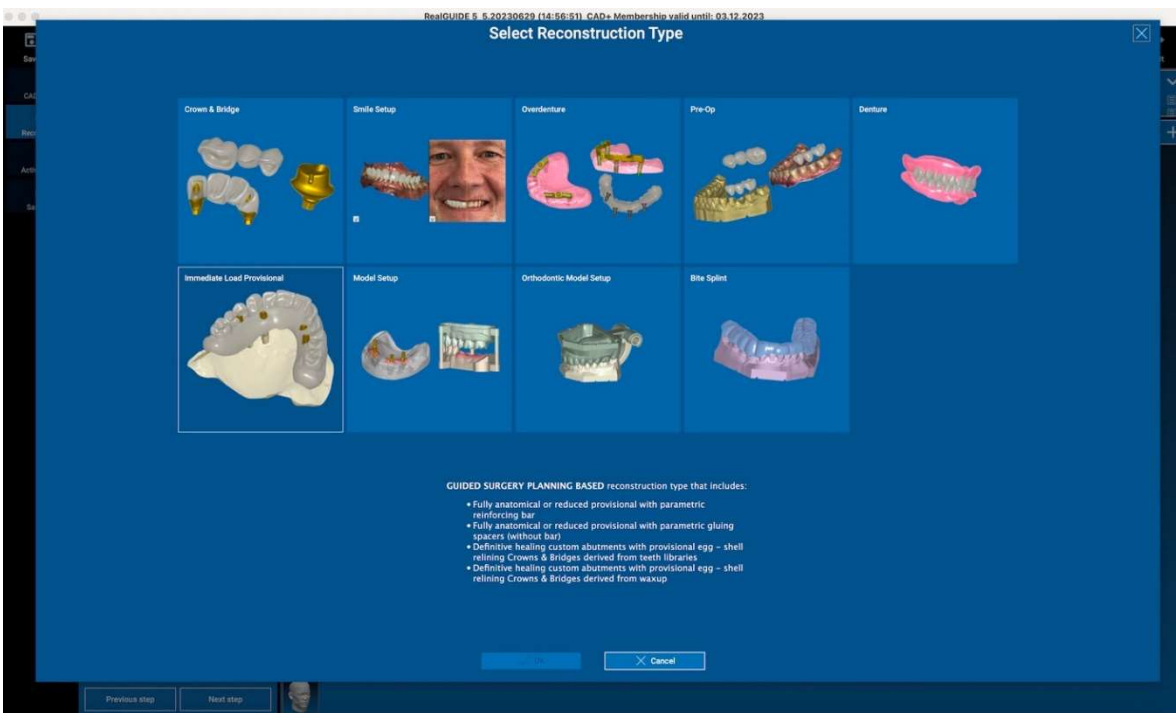 RealGUIDE 5 5.20230629 (14:56:51) CAD+ Membership valid until: 03.12.2023
Select Reconstruction Type
Crown & Bridge
Smile Setup
Overdenture
Pre-Op
Denture
Immediate Load Provisional
Model Setup
Orthodontic Model Setup
Bite Splint
GUIDED SURGERY PLANNING BASED reconstruction type that includes:
• Fully anatomical or reduced provisional with parametric
reinforcing bar
• Fully anatomical or reduced provisional with parametric gluing
spacers (without bar)
• Definitive healing custom abutments with provisional egg – shell
relining Crowns & Bridges derived from teeth libraries
• Definitive healing custom abutments with provisional egg – shell
relining Crowns & Bridges derived from waxup
Cancel
Previous step
Next step